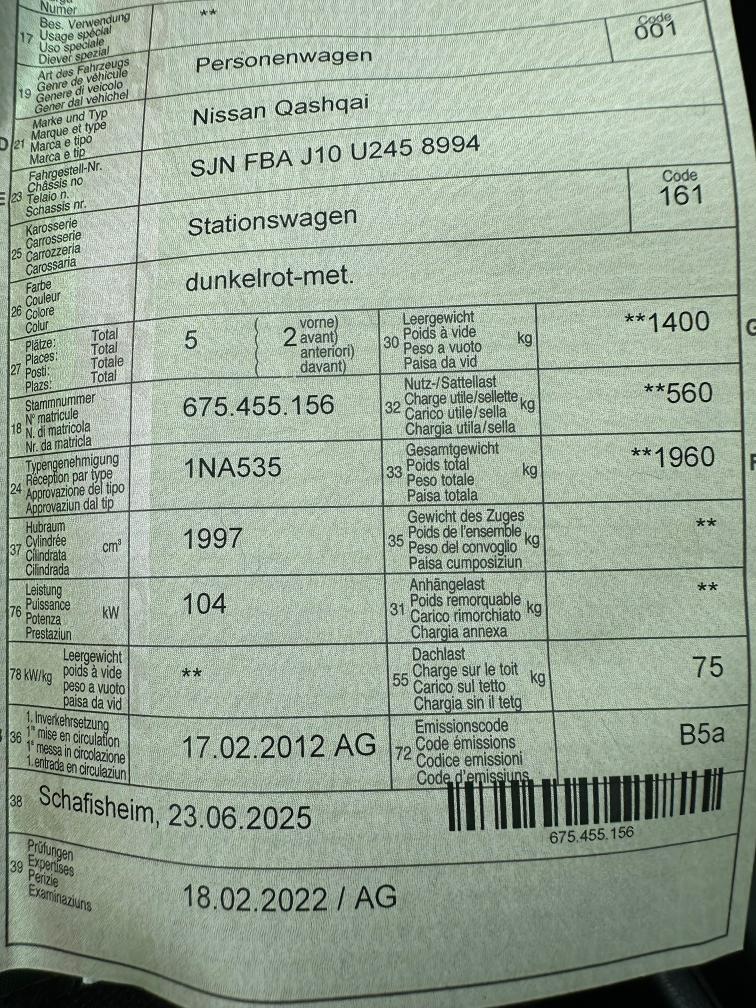 Numer
**
17 Bes. Verwendung
Usage spécial
Uso speciale
Diever spezial
19 Art des Fahrzeugs
Genre de véhicule
Genere di veicolo
Gener dal vehichel
Personenwagen
Code
001
21 Marke und Typ
Marque et type
Marca e tipo
Marca e tip
Nissan Qashqai
23 Fahrgestell-Nr.
Châssis no
Telaio n.
Schassis nr.
SJN FBA J10 U245 8994
25 Karosserie
Carrosserie
Carrozzeria
Carossaria
Stationswagen
Code
161
26 Farbe
Couleur
Colore
Colur
dunkelrot-met.
27 Plätze: Total
Places: Total
Posti: Totale
Plazs: Total
5 ( 2 vorne)
( avant)
( anteriori)
( davant)
30 Leergewicht
Poids à vide
Peso a vuoto
Paisa da vid
kg
**1400
18 Stammnummer
N° matricule
N. di matricola
Nr. da matricla
675.455.156
32 Nutz-/Sattellast
Charge utile/sellette
Carico utile/sella
Chargia utila/sella
kg
**560
24 Typengenehmigung
Réception par type
Approvazione del tipo
Approvaziun dal tip
1NA535
33 Gesamtgewicht
Poids total
Peso totale
Paisa totala
kg
**1960
37 Hubraum
Cylindrée
Cilindrata
Cilindrada
cm³
1997
35 Gewicht des Zuges
Poids de l'ensemble
Peso del convoglio
Paisa cumposiziun
kg
**
76 Leistung
Puissance
Potenza
Prestaziun
kW
104
31 Anhängelast
Poids remorquable
Carico rimorchiato
Chargia annexa
kg
**
78 kW/kg Leergewicht
poids à vide
peso a vuoto
paisa da vid
**
55 Dachlast
Charge sur le toit
Carico sul tetto
Chargia sin il tetg
kg
75
36 1. Inverkehrsetzung
1re mise en circulation
1a messa in circolazione
1. entrada en circulaziun
17.02.2012 AG
72 Emissionscode
Code émissions
Codice emissioni
Code d'emissiuns
B5a
38 Schafisheim, 23.06.2025
675.455.156
39 Prüfungen
Expertises
Perizie
Examinaziuns
18.02.2022 / AG